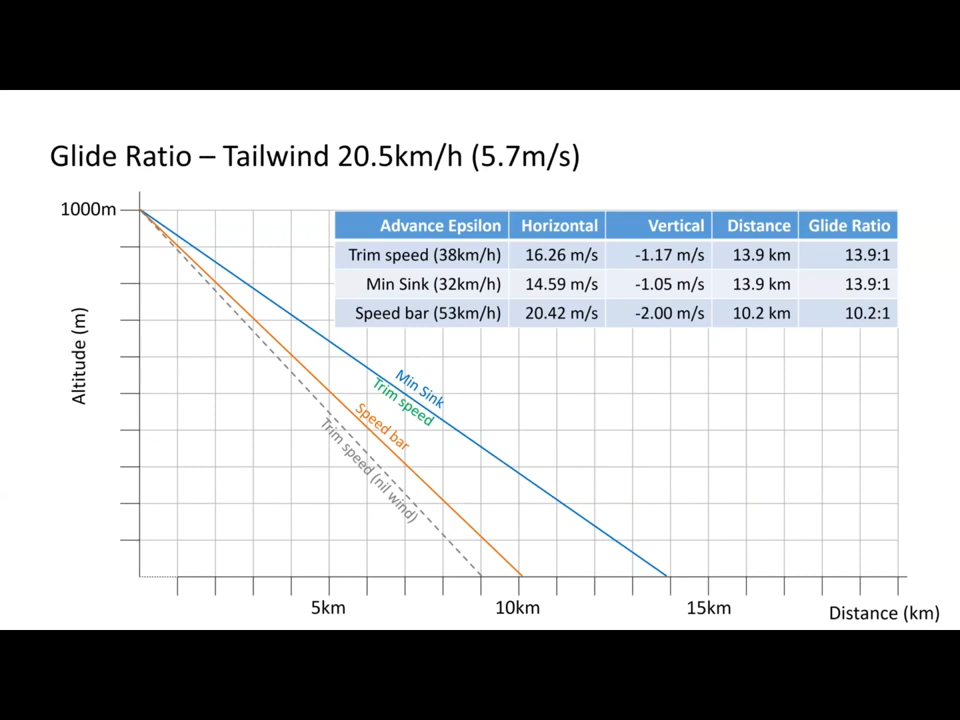 Glide Ratio – Tailwind 20.5km/h (5.7m/s)
1000m
Advance Epsilon Horizontal Vertical Distance Glide Ratio
Trim speed (38km/h) 16.26 m/s -1.17 m/s 13.9 km 13.9:1
Min Sink (32km/h) 14.59 m/s -1.05 m/s 13.9 km 13.9:1
Speed bar (53km/h) 20.42 m/s -2.00 m/s 10.2 km 10.2:1
Altitude (m)
Min Sink
Trim speed
Speed bar
Trim speed (nil wind)
5km 10km 15km
Distance (km)